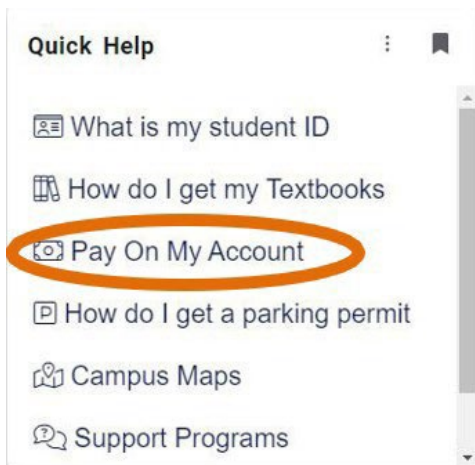 Quick Help
What is my student ID
How do I get my Textbooks
Pay On My Account
P How do I get a parking permit
Campus Maps
Support Programs